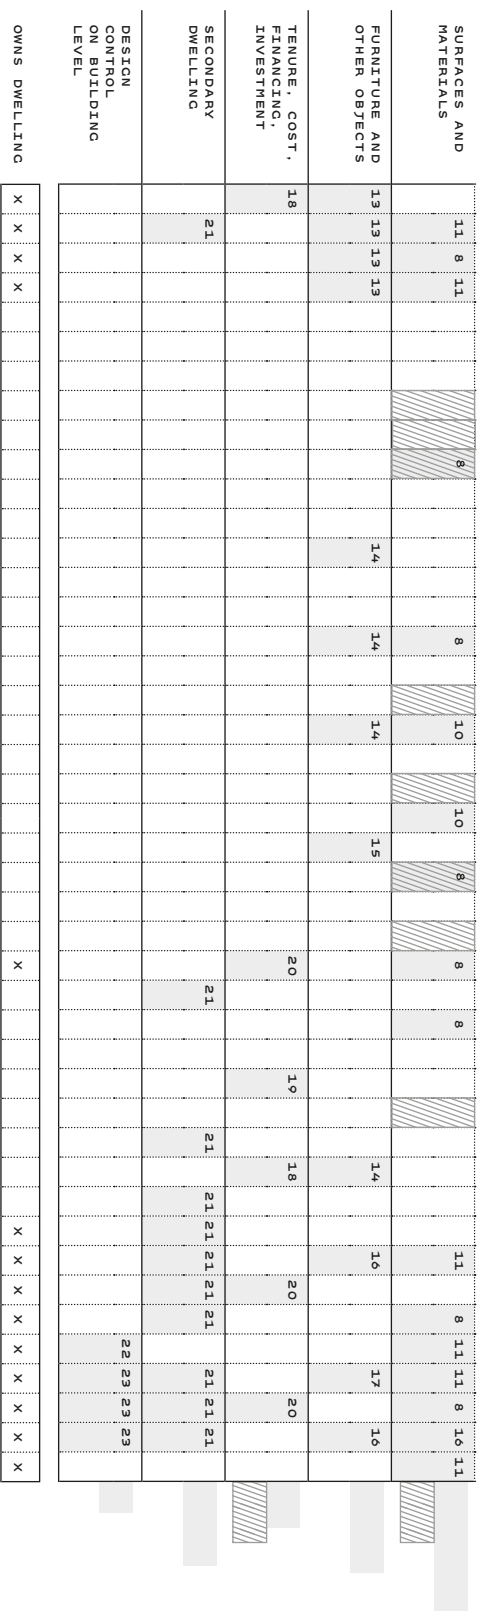 SURFACES AND 11 8 11 8 8 10 10 8 8 8 11 8 11 11 8 16 11
MATERIALS
FURNITURE AND 13 13 13 13 14 14 14 15 14 16 17 16
OTHER OBJECTS
TENURE, COST, 18 20 19 18 20 20
FINANCING,
INVESTMENT
SECONDARY 21 21 21 21 21 21 21 21 21 21 21
DWELLING
DESIGN 22 23 23 23
CONTROL
ON BUILDING
LEVEL
OWNS DWELLING X X X X X X X X X X X X X X